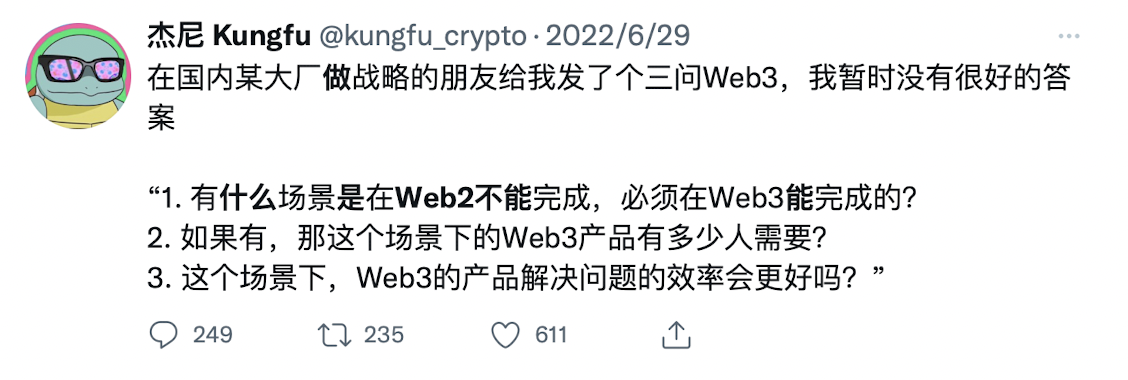 杰尼 Kungfu @kungfu_crypto · 2022/6/29
在国内某大厂做战略的朋友给我发了个三问Web3，我暂时没有很好的答
案
“1. 有什么场景是在Web2不能完成，必须在Web3能完成的？
2. 如果有，那这个场景下的Web3产品有多少人需要？
3. 这个场景下，Web3的产品解决问题的效率会更好吗？”
249 235 611